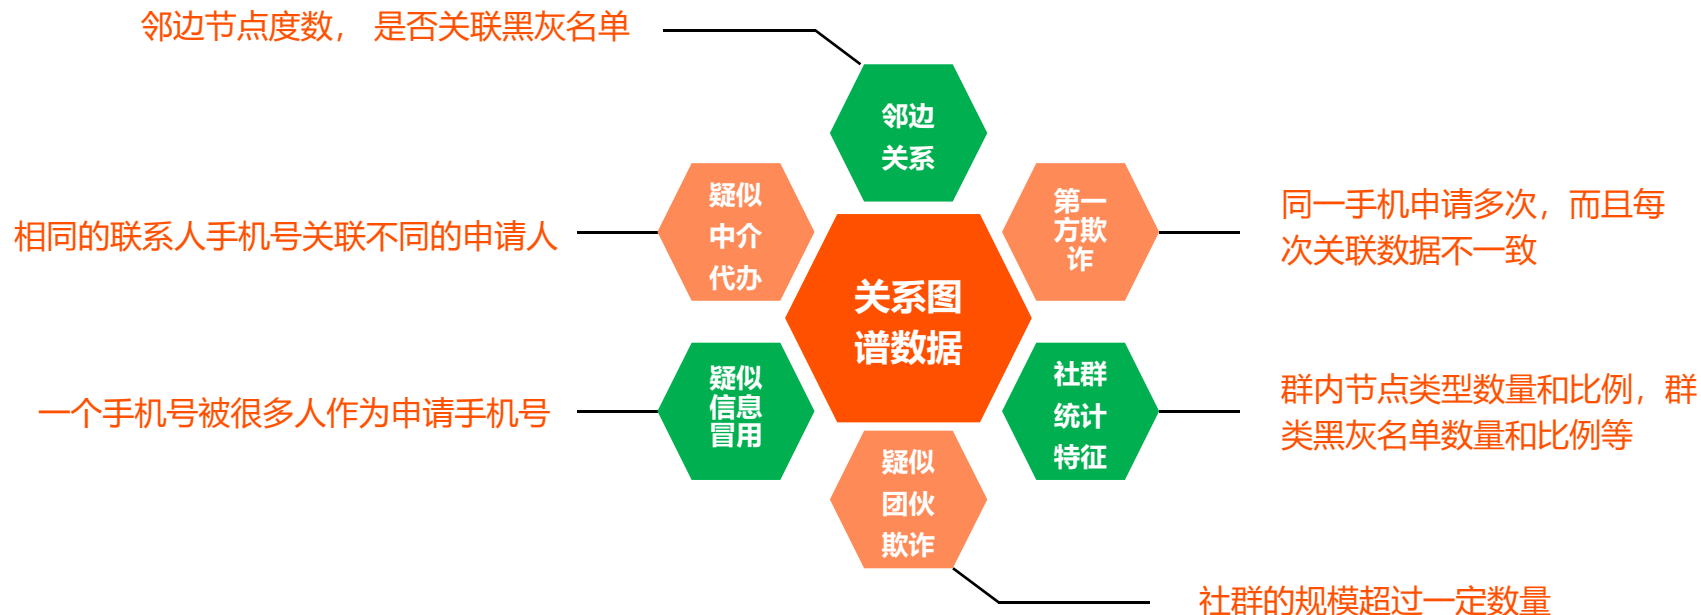 邻边节点度数， 是否关联黑灰名单
邻边
关系
疑似
中介
代办
相同的联系人手机号关联不同的申请人
第一
方欺
诈
同一手机申请多次，而且每
次关联数据不一致
关系图
谱数据
疑似
信息
冒用
一个手机号被很多人作为申请手机号
社群
统计
特征
群内节点类型数量和比例，群
类黑灰名单数量和比例等
疑似
团伙
欺诈
社群的规模超过一定数量